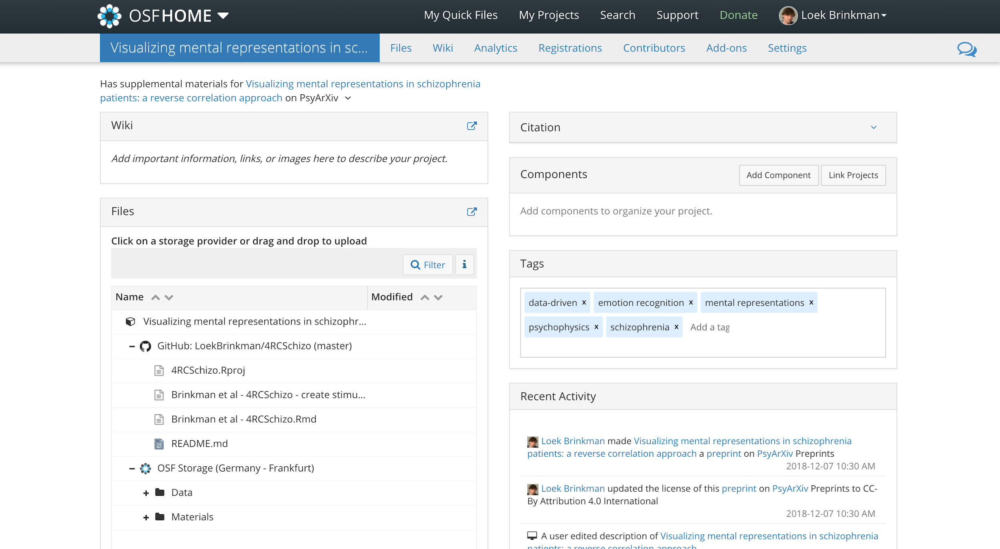 OSFHOME
My Quick Files
My Projects
Search
Support
Donate
Loek Brinkman
Visualizing mental representations in sc...
Files
Wiki
Analytics
Registrations
Contributors
Add-ons
Settings
Has supplemental materials for Visualizing mental representations in schizophrenia
patients: a reverse correlation approach on PsyArXiv
Wiki
Add important information, links, or images here to describe your project.
Files
Click on a storage provider or drag and drop to upload
Filter
i
Name
Modified
Visualizing mental representations in schizophr...
GitHub: LoekBrinkman/4RCSchizo (master)
4RCSchizo.Rproj
Brinkman et al - 4RCSchizo - create stimu...
Brinkman et al - 4RCSchizo.Rmd
README.md
OSF Storage (Germany - Frankfurt)
Data
Materials
Citation
Components
Add Component
Link Projects
Add components to organize your project.
Tags
data-driven x emotion recognition x mental representations x
psychophysics x schizophrenia x Add a tag
Recent Activity
Loek Brinkman made Visualizing mental representations in schizophrenia
patients: a reverse correlation approach a preprint on PsyArXiv Preprints
2018-12-07 10:30 AM
Loek Brinkman updated the license of this preprint on PsyArXiv Preprints to CC-
By Attribution 4.0 International
2018-12-07 10:30 AM
A user edited description of Visualizing mental representations in schizophrenia
patients: a reverse correlation approach